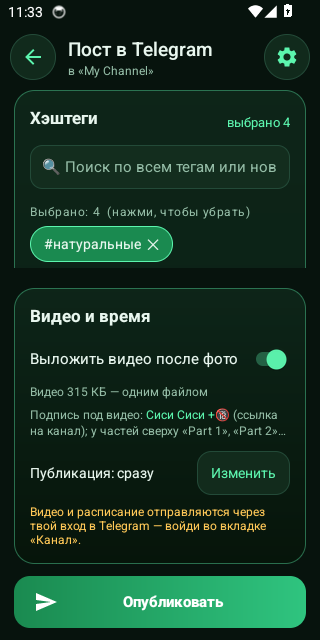 11:33
Пост в Telegram
в «My Channel»
Хэштеги
выбрано 4
🔍 Поиск по всем тегам или нов
Выбрано: 4 (нажми, чтобы убрать)
#натуральные ✕
Видео и время
Выложить видео после фото
Видео 315 КБ — одним файлом
Подпись под видео: Сиси Сиси +🔞 (ссылка
на канал); у частей сверху «Part 1», «Part 2»…
Публикация: сразу
Изменить
Видео и расписание отправляются через
твой вход в Telegram — войди во вкладке
«Канал».
Опубликовать